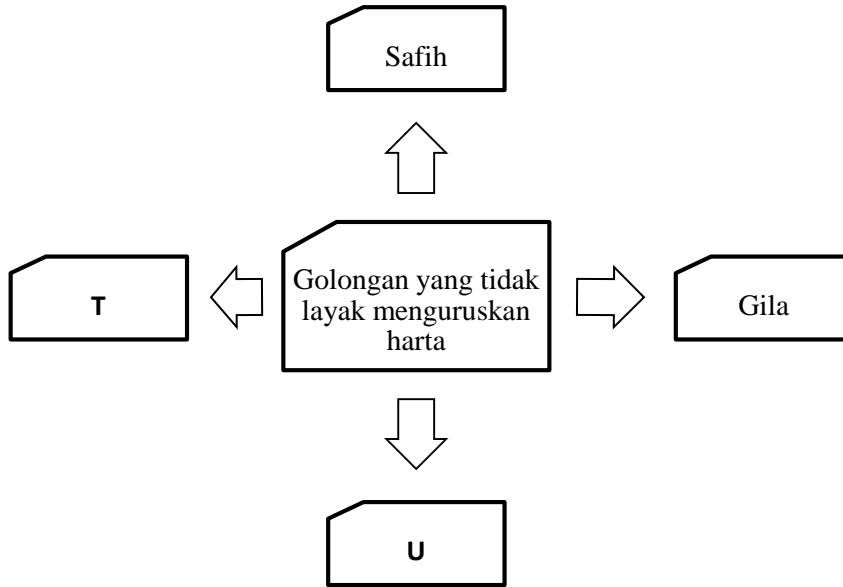 Safih
T
Golongan yang tidak
layak menguruskan
harta
Gila
U